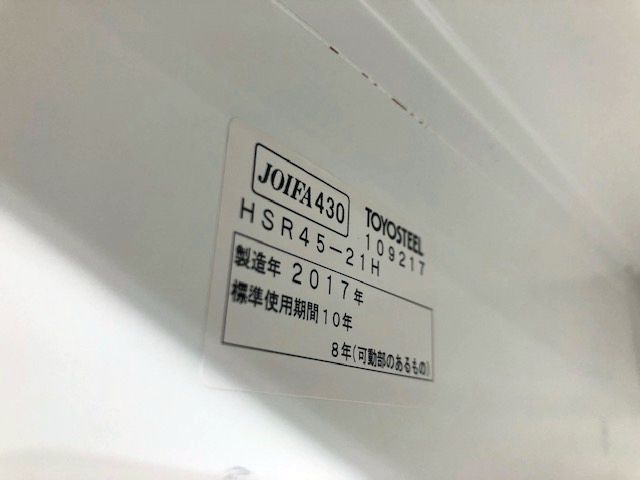 JOIFA430 TOYOSTEEL
109217
HSR45-21H
製造年 2017年
標準使用期間10年
8年(可動部のあるもの)